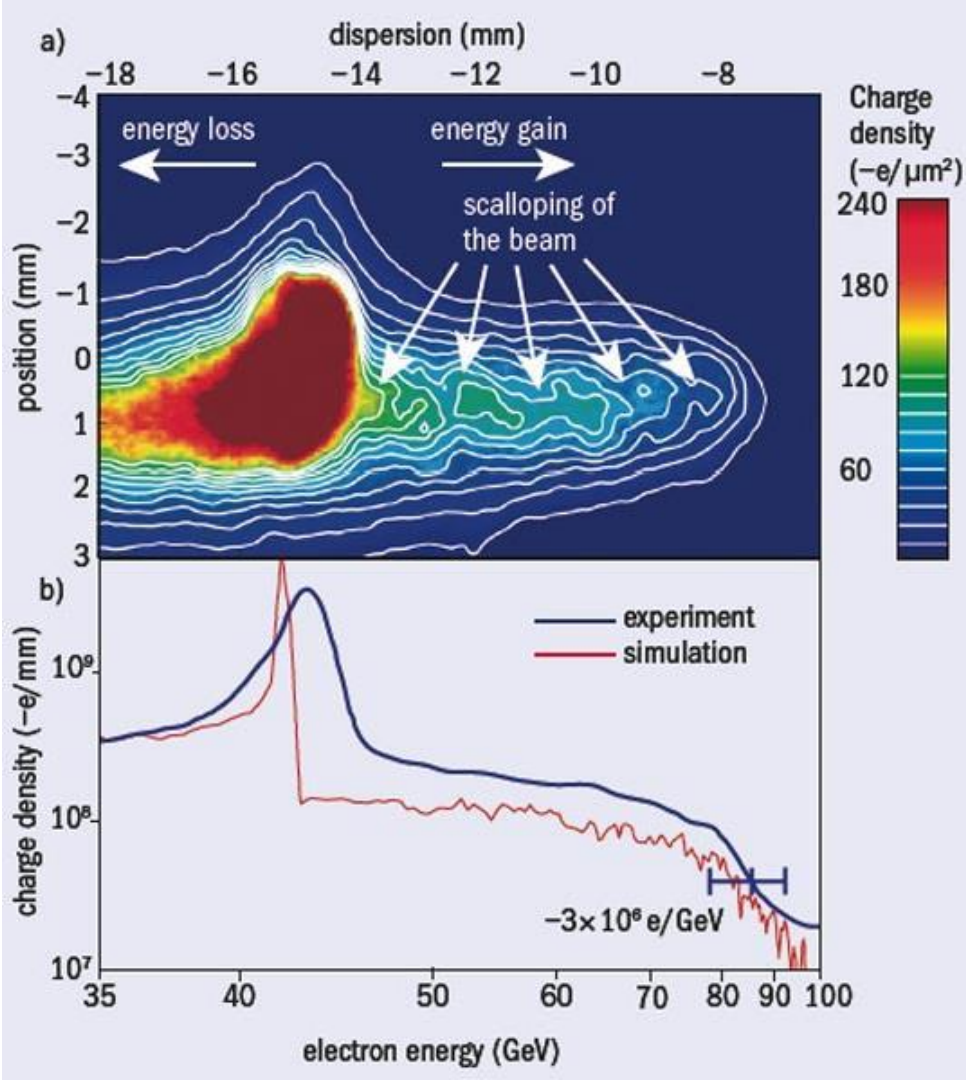 a)
dispersion (mm)
−18 −16 −14 −12 −10 −8
−4
−3
−2
−1
0
1
2
3
position (mm)
energy loss
energy gain
scalloping of
the beam
Charge
density
(−e/µm²)
240
180
120
60
b)
experiment
simulation
charge density (−e/mm)
10⁹
10⁸
10⁷
−3×10⁶ e/GeV
35 40 50 60 70 80 90 100
electron energy (GeV)